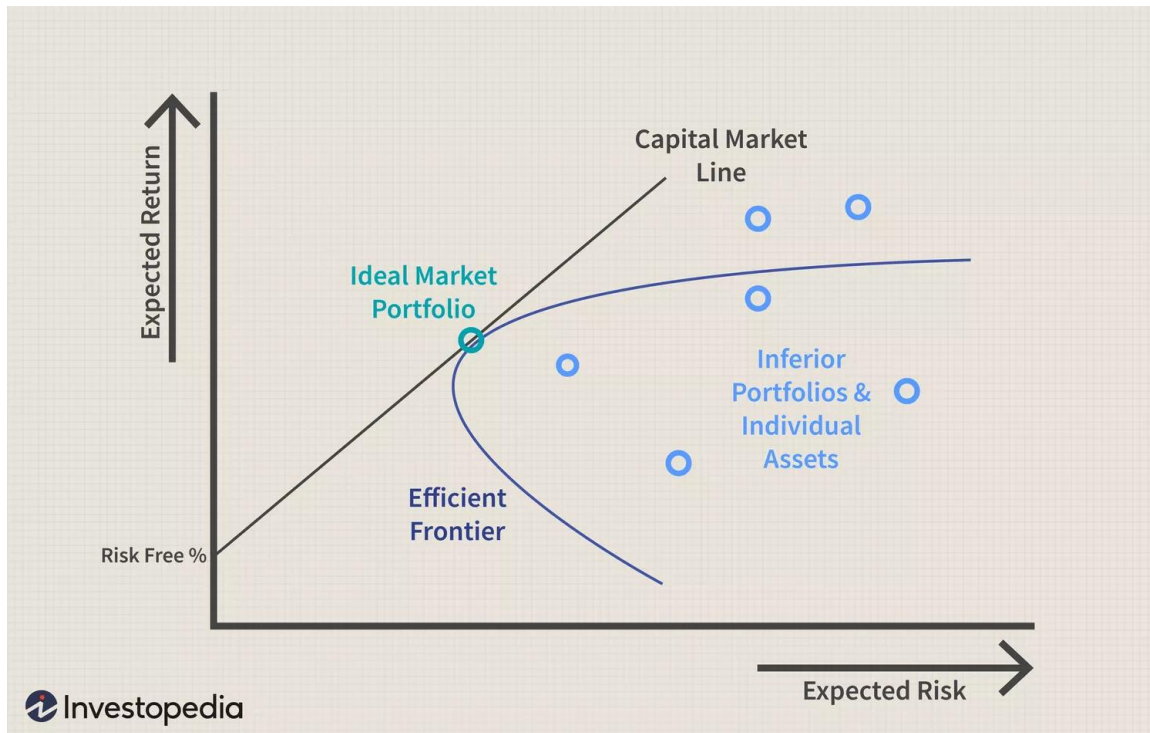 Capital Market
Line
Expected Return
Ideal Market
Portfolio
Inferior
Portfolios &
Individual
Assets
Efficient
Frontier
Risk Free %
Expected Risk
Investopedia